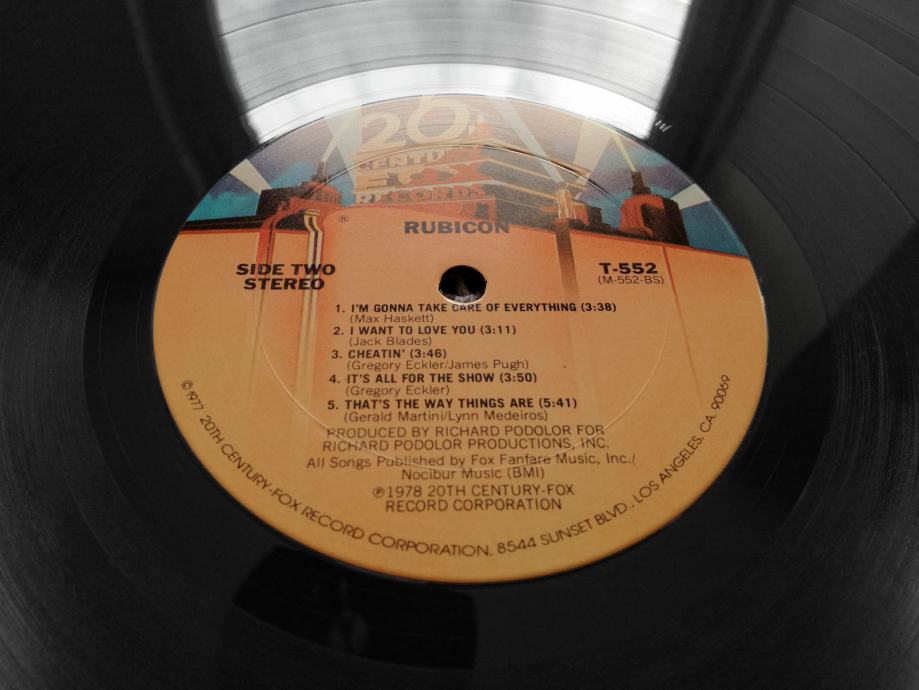 20th
CENTURY
FOX
RECORDS
®
RUBICON
SIDE TWO
STEREO
T-552
(M-552-BS)
1. I'M GONNA TAKE CARE OF EVERYTHING (3:38)
(Max Haskett)
2. I WANT TO LOVE YOU (3:11)
(Jack Blades)
3. CHEATIN' (3:46)
(Gregory Eckler/James Pugh)
4. IT'S ALL FOR THE SHOW (3:50)
(Gregory Eckler)
5. THAT'S THE WAY THINGS ARE (5:41)
(Gerald Martini/Lynn Medeiros)
PRODUCED BY RICHARD PODOLOR FOR
RICHARD PODOLOR PRODUCTIONS, INC.
All Songs Published by Fox Fanfare Music, Inc./
Nocibur Music (BMI)
℗1978 20TH CENTURY-FOX
RECORD CORPORATION
©1977 20TH CENTURY-FOX RECORD CORPORATION, 8544 SUNSET BLVD., LOS ANGELES, CA. 90069